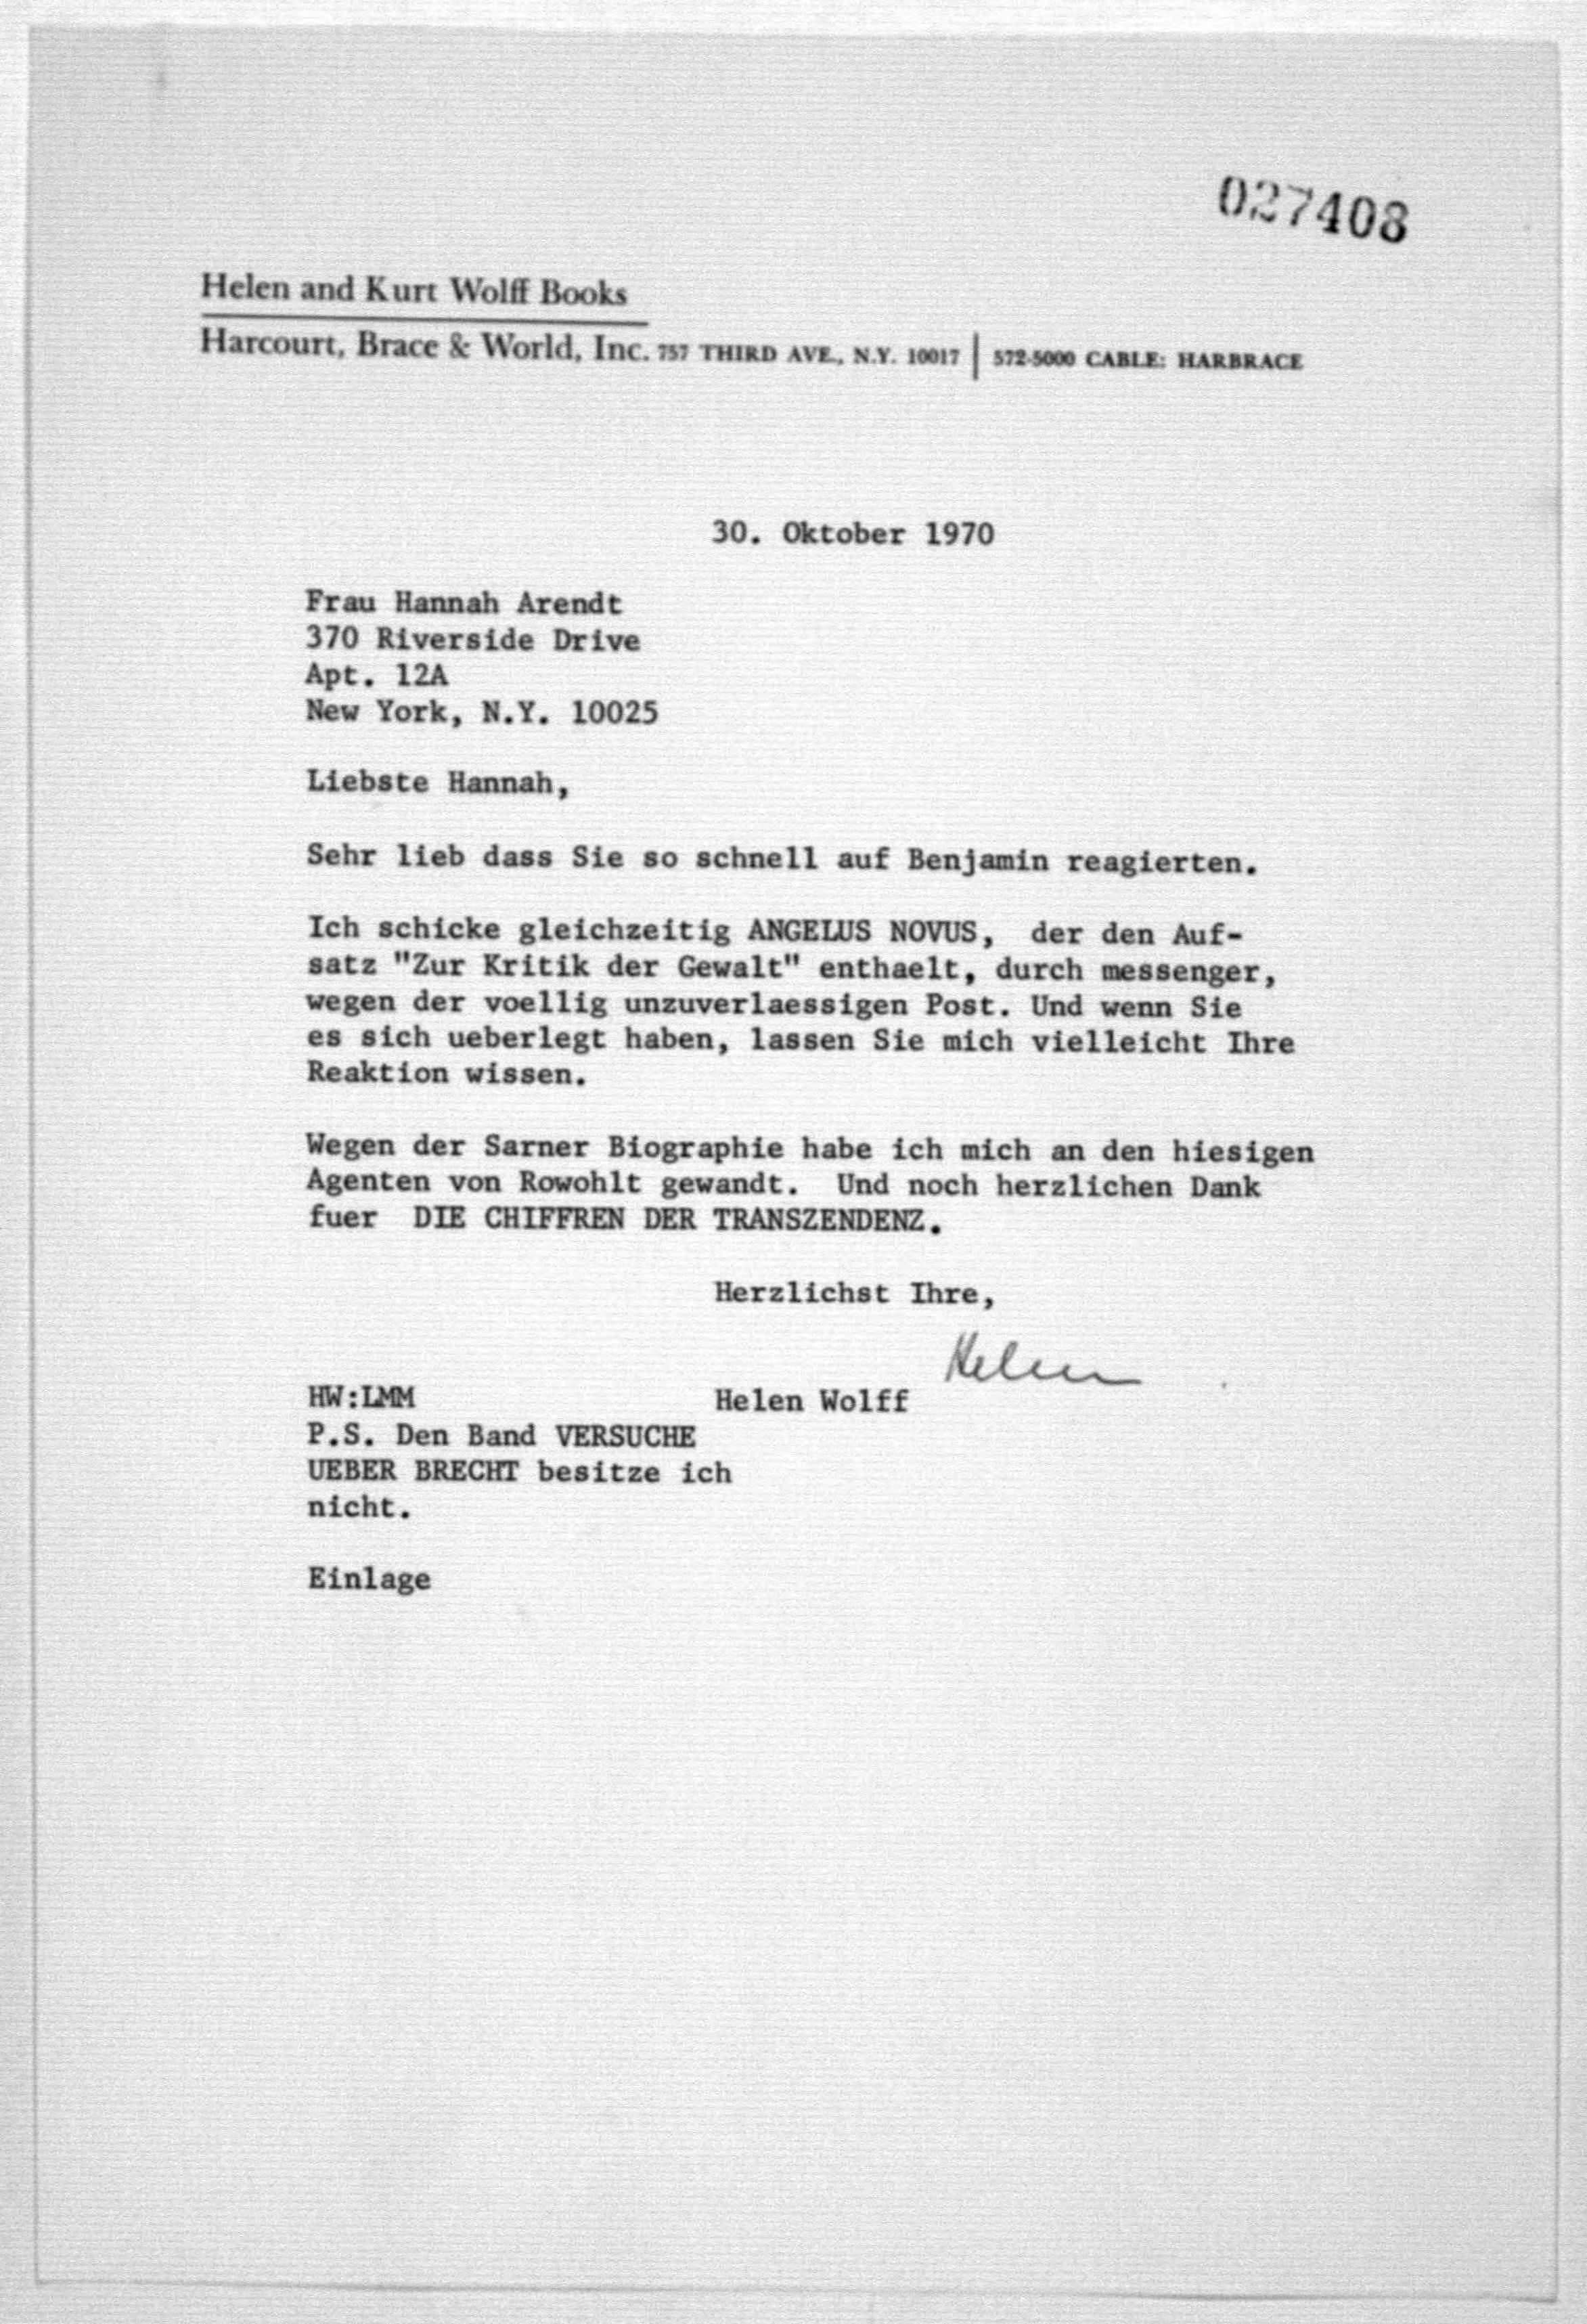 027408
Helen and Kurt Wolff Books
Harcourt, Brace & World, Inc. 757 THIRD AVE., N.Y. 10017 | 572-5000 CABLE: HARBRACE
30. Oktober 1970
Frau Hannah Arendt
370 Riverside Drive
Apt. 12A
New York, N.Y. 10025
Liebste Hannah,
Sehr lieb dass Sie so schnell auf Benjamin reagierten.
Ich schicke gleichzeitig ANGELUS NOVUS, der den Auf-
satz "Zur Kritik der Gewalt" enthaelt, durch messenger,
wegen der voellig unzuverlaessigen Post. Und wenn Sie
es sich ueberlegt haben, lassen Sie mich vielleicht Ihre
Reaktion wissen.
Wegen der Sarner Biographie habe ich mich an den hiesigen
Agenten von Rowohlt gewandt. Und noch herzlichen Dank
fuer DIE CHIFFREN DER TRANSZENDENZ.
Herzlichst Ihre,
Helen
HW:LMM Helen Wolff
P.S. Den Band VERSUCHE
UEBER BRECHT besitze ich
nicht.
Einlage